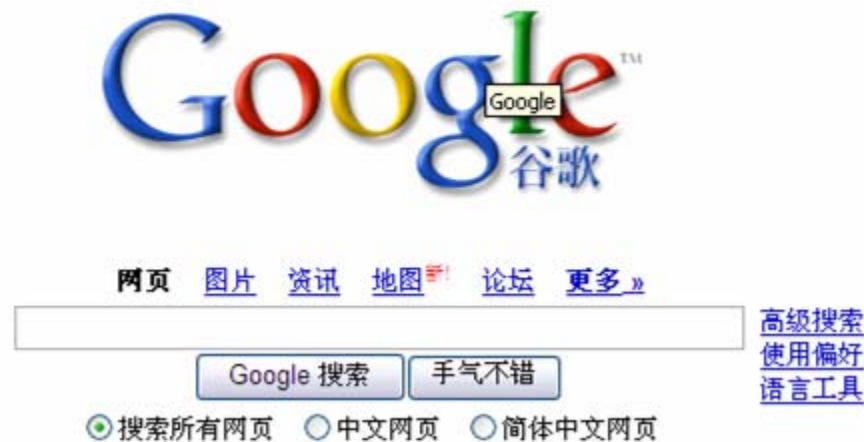 Google™
Google
谷歌
网页 图片 资讯 地图新! 论坛 更多 »
高级搜索
使用偏好
语言工具
Google 搜索 手气不错
搜索所有网页 中文网页 简体中文网页